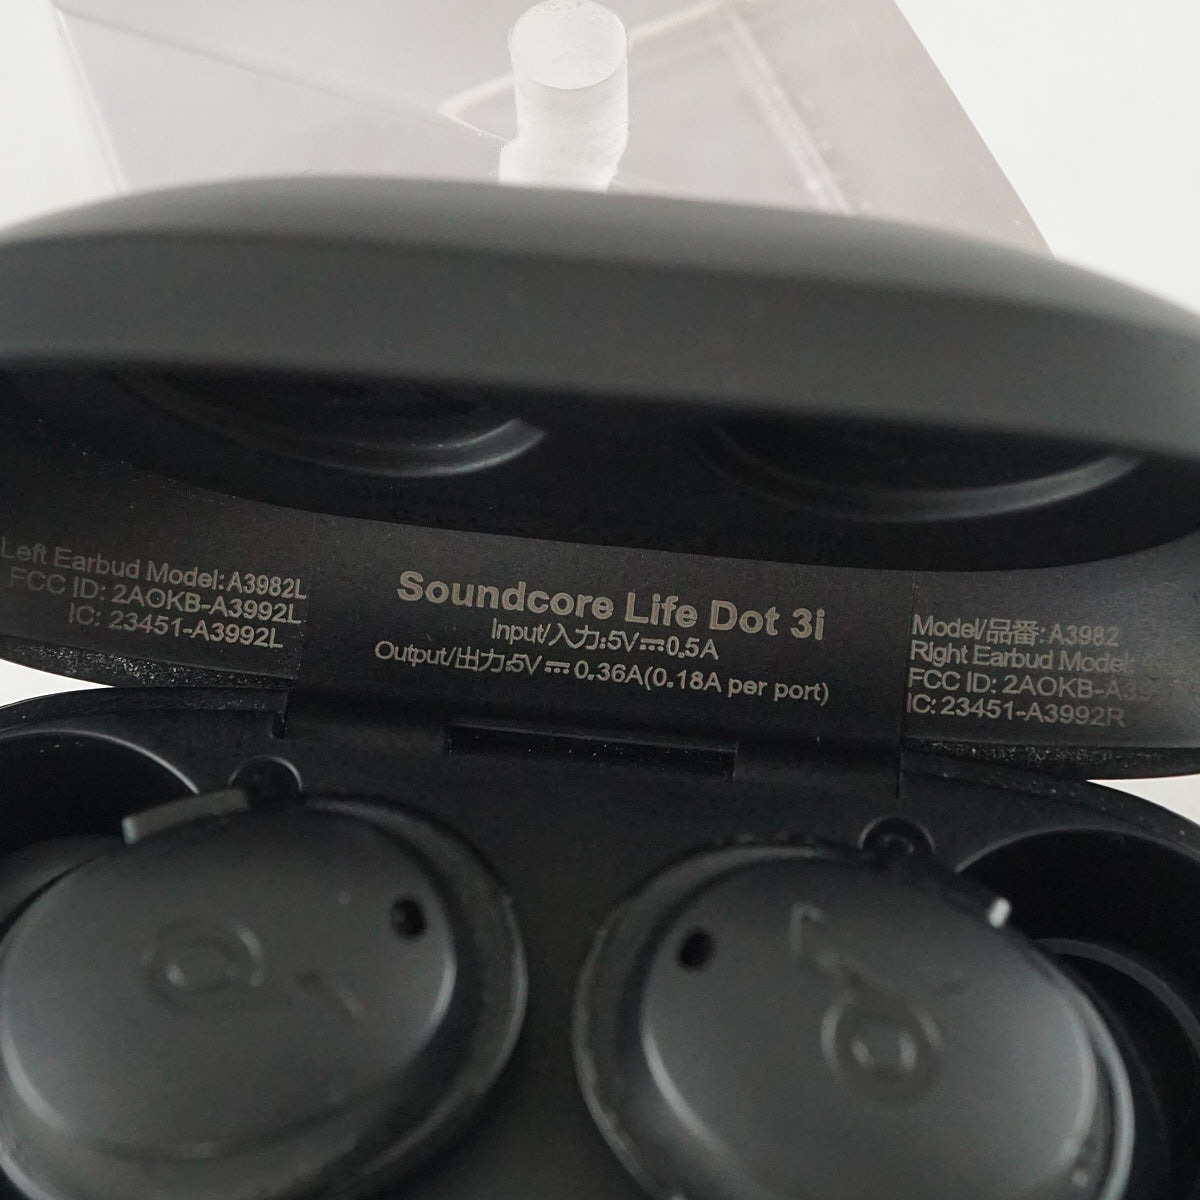 Left Earbud Model: A3982L
FCC ID: 2AOKB-A3992L
IC: 23451-A3992L
Soundcore Life Dot 3i
Input/入力:5V⎓0.5A
Output/出力:5V⎓0.36A(0.18A per port)
Model/品番: A3982
Right Earbud Model:
FCC ID:
IC: 23451-A3992R